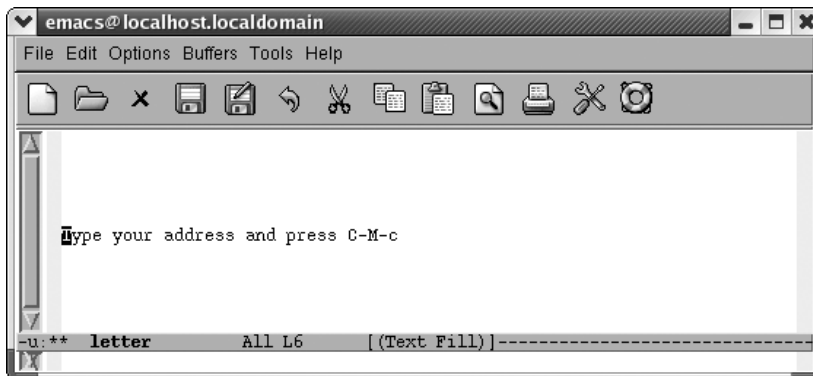 emacs@localhost.localdomain
File Edit Options Buffers Tools Help
Type your address and press C-M-c
-u:** letter All L6 [(Text Fill)]------------------------------